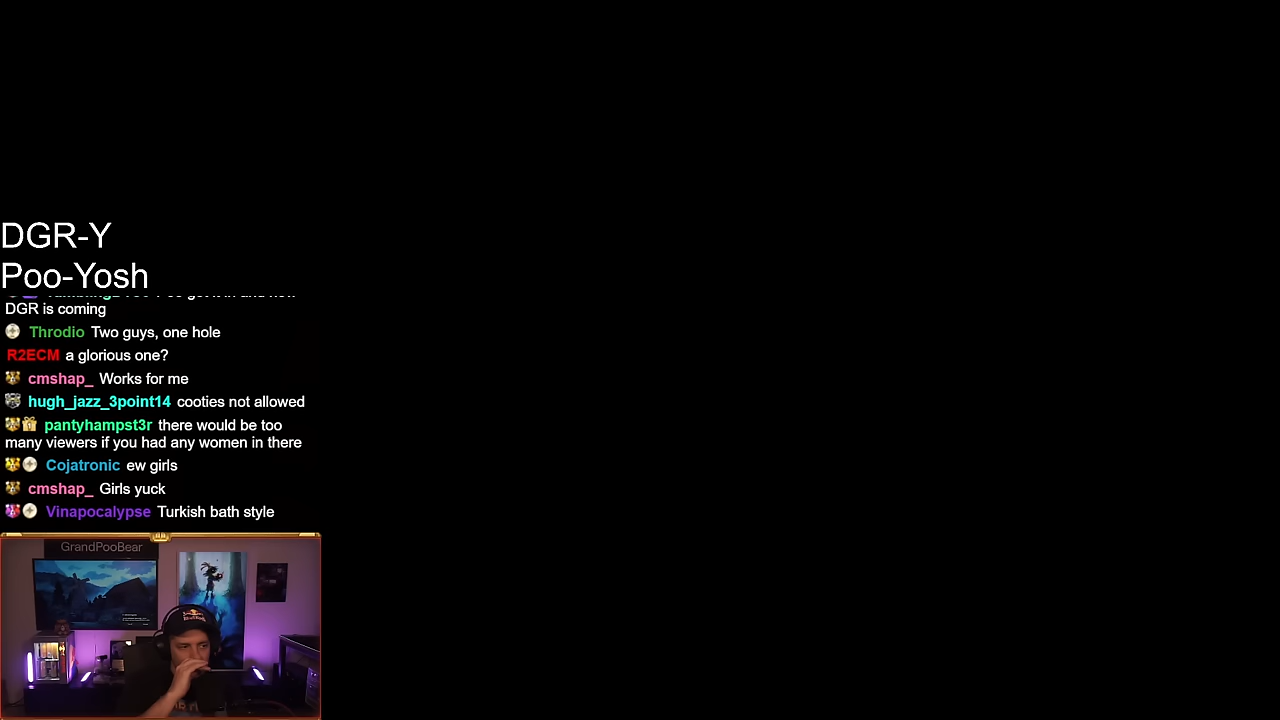 DGR-Y
Poo-Yosh
DGR is coming
Throdio Two guys, one hole
R2ECM a glorious one?
cmshap_ Works for me
hugh_jazz_3point14 cooties not allowed
pantyhampst3r there would be too
many viewers if you had any women in there
Cojatronic ew girls
cmshap_ Girls yuck
Vinapocalypse Turkish bath style
GrandPooBear